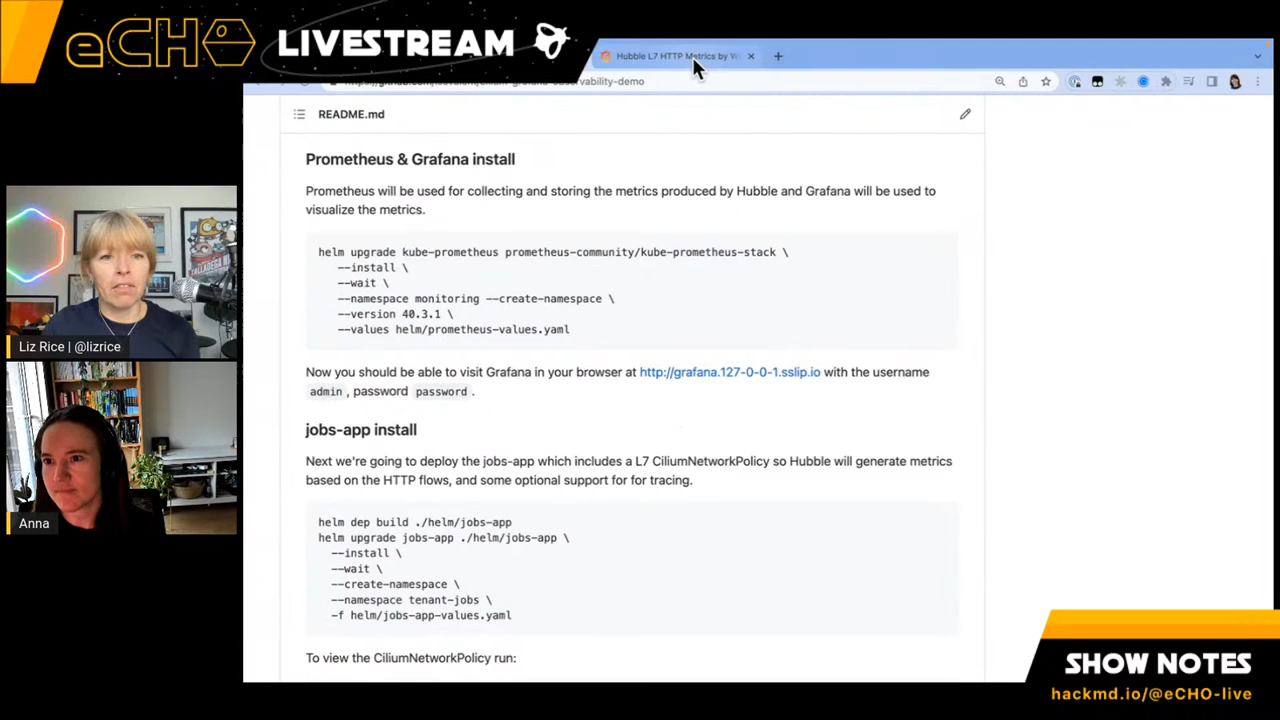 eCHO LIVESTREAM
Hubble L7 HTTP Metrics by W
observability-demo
README.md
Prometheus & Grafana install
Prometheus will be used for collecting and storing the metrics produced by Hubble and Grafana will be used to
visualize the metrics.
helm upgrade kube-prometheus prometheus-community/kube-prometheus-stack \
--install \
--wait \
--namespace monitoring --create-namespace \
--version 40.3.1 \
--values helm/prometheus-values.yaml
Now you should be able to visit Grafana in your browser at http://grafana.127-0-0-1.sslip.io with the username
admin , password password .
jobs-app install
Next we're going to deploy the jobs-app which includes a L7 CiliumNetworkPolicy so Hubble will generate metrics
based on the HTTP flows, and some optional support for for tracing.
helm dep build ./helm/jobs-app
helm upgrade jobs-app ./helm/jobs-app \
--install \
--wait \
--create-namespace \
--namespace tenant-jobs \
-f helm/jobs-app-values.yaml
To view the CiliumNetworkPolicy run:
Liz Rice | @lizrice
Anna
SHOW NOTES
hackmd.io/@eCHO-live